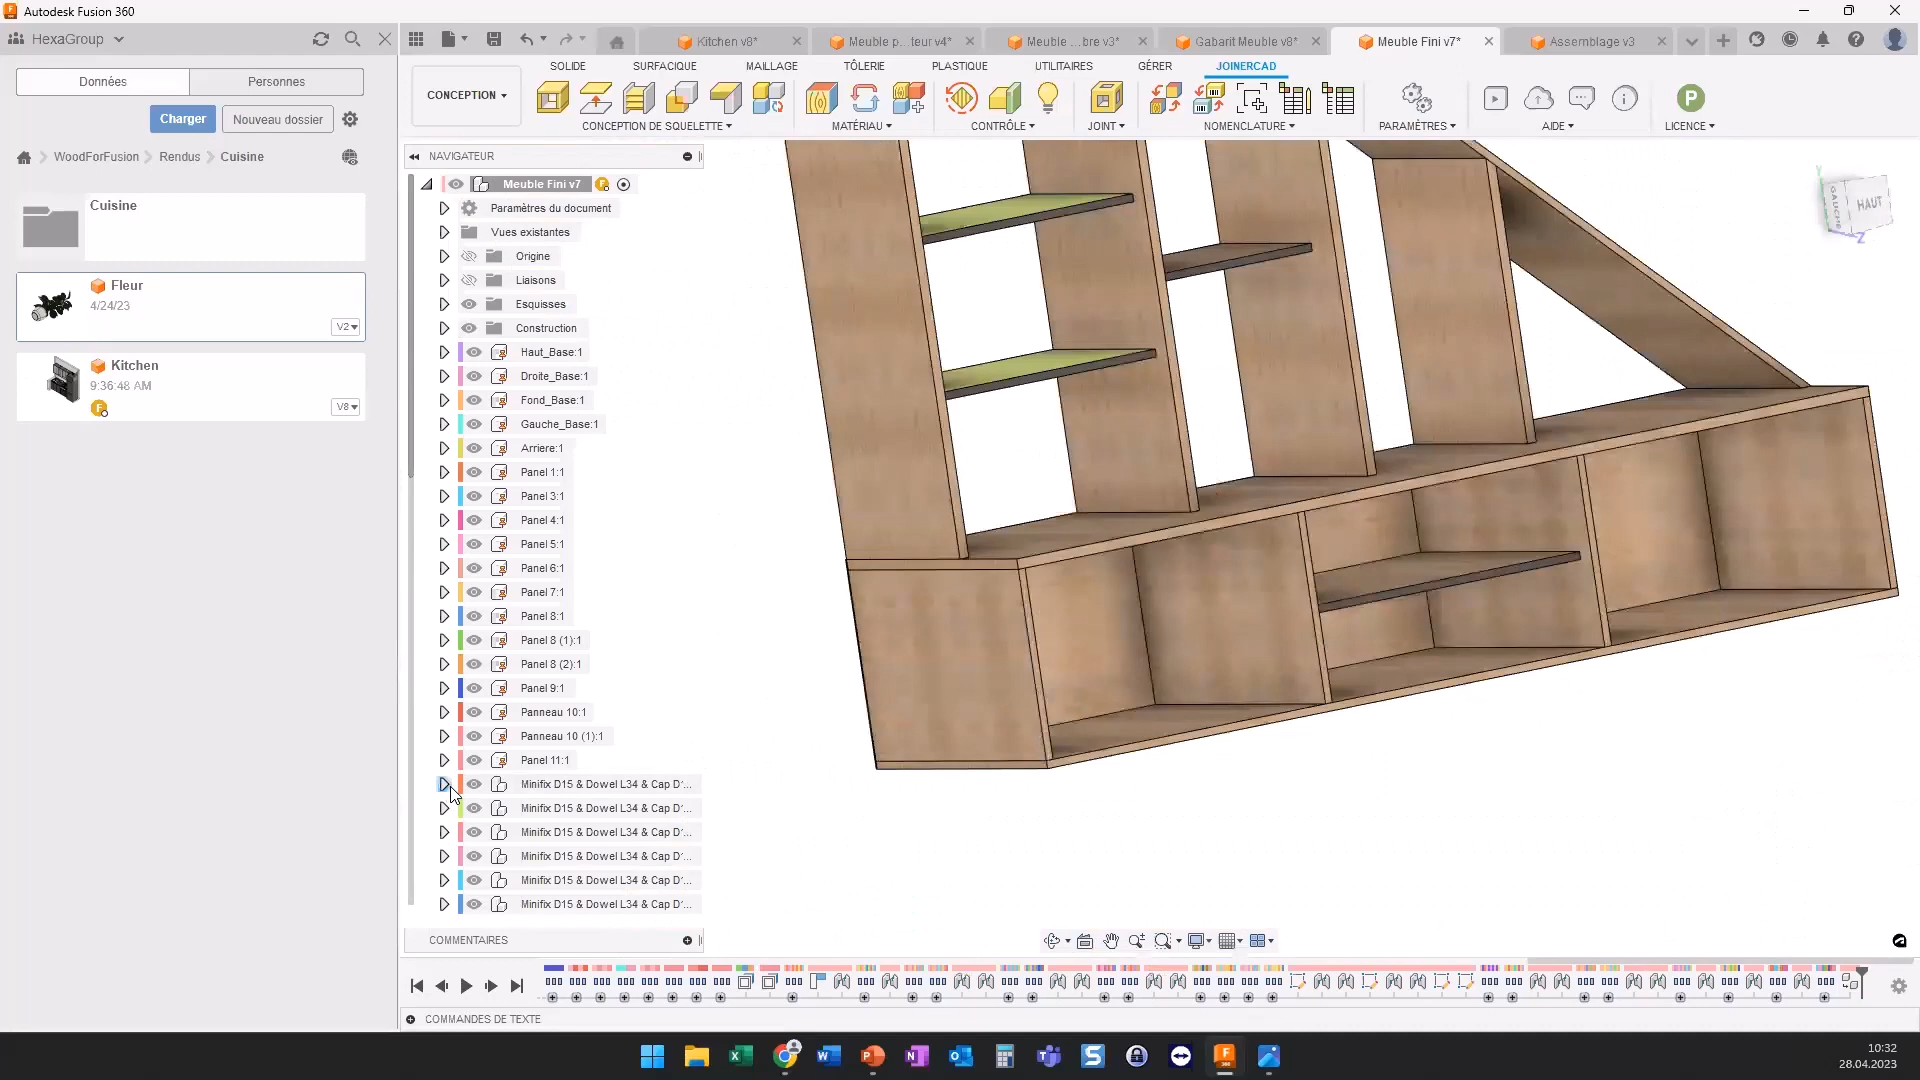 Autodesk Fusion 360
HexaGroup
Kitchen v8*
Meuble p...teur v4*
Meuble ...bre v3*
Gabarit Meuble v8*
Meuble Fini v7*
Assemblage v3
Données
Personnes
Charger
Nouveau dossier
WoodForFusion
Rendus
Cuisine
Cuisine
Fleur
4/24/23
V2
Kitchen
9:36:48 AM
V8
CONCEPTION
SOLIDE
SURFACIQUE
MAILLAGE
TÔLERIE
PLASTIQUE
UTILITAIRES
GÉRER
JOINERCAD
CONCEPTION DE SQUELETTE
MATÉRIAU
CONTRÔLE
JOINT
NOMENCLATURE
PARAMÈTRES
AIDE
LICENCE
NAVIGATEUR
Meuble Fini v7
Paramètres du document
Vues existantes
Origine
Liaisons
Esquisses
Construction
Haut_Base:1
Droite_Base:1
Fond_Base:1
Gauche_Base:1
Arriere:1
Panel 1:1
Panel 3:1
Panel 4:1
Panel 5:1
Panel 6:1
Panel 7:1
Panel 8:1
Panel 8 (1):1
Panel 8 (2):1
Panel 9:1
Panneau 10:1
Panneau 10 (1):1
Panel 11:1
Minifix D15 & Dowel L34 & Cap D1...
Minifix D15 & Dowel L34 & Cap D1...
Minifix D15 & Dowel L34 & Cap D1...
Minifix D15 & Dowel L34 & Cap D1...
Minifix D15 & Dowel L34 & Cap D1...
Minifix D15 & Dowel L34 & Cap D1...
GAUCHE
HAUT
Z
COMMENTAIRES
COMMANDES DE TEXTE
10:32
28.04.2023